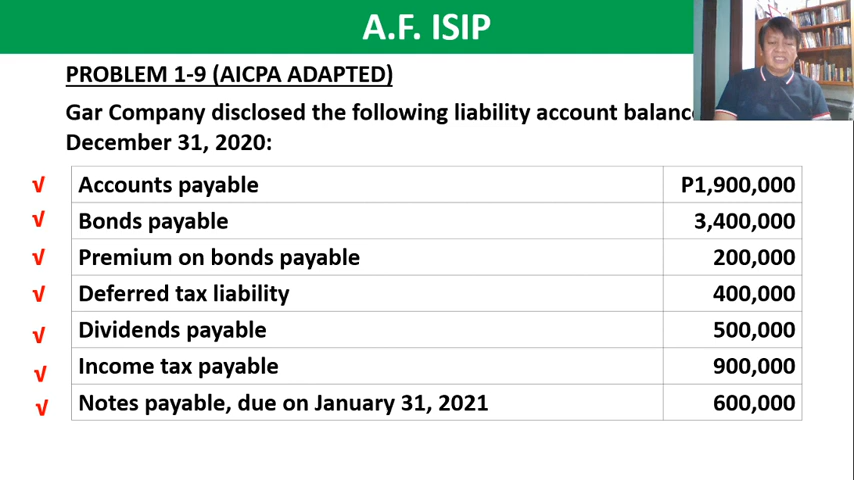 A.F. ISIP
PROBLEM 1-9 (AICPA ADAPTED)
Gar Company disclosed the following liability account
December 31, 2020:
√ Accounts payable P1,900,000
√ Bonds payable 3,400,000
√ Premium on bonds payable 200,000
√ Deferred tax liability 400,000
√ Dividends payable 500,000
√ Income tax payable 900,000
√ Notes payable, due on January 31, 2021 600,000